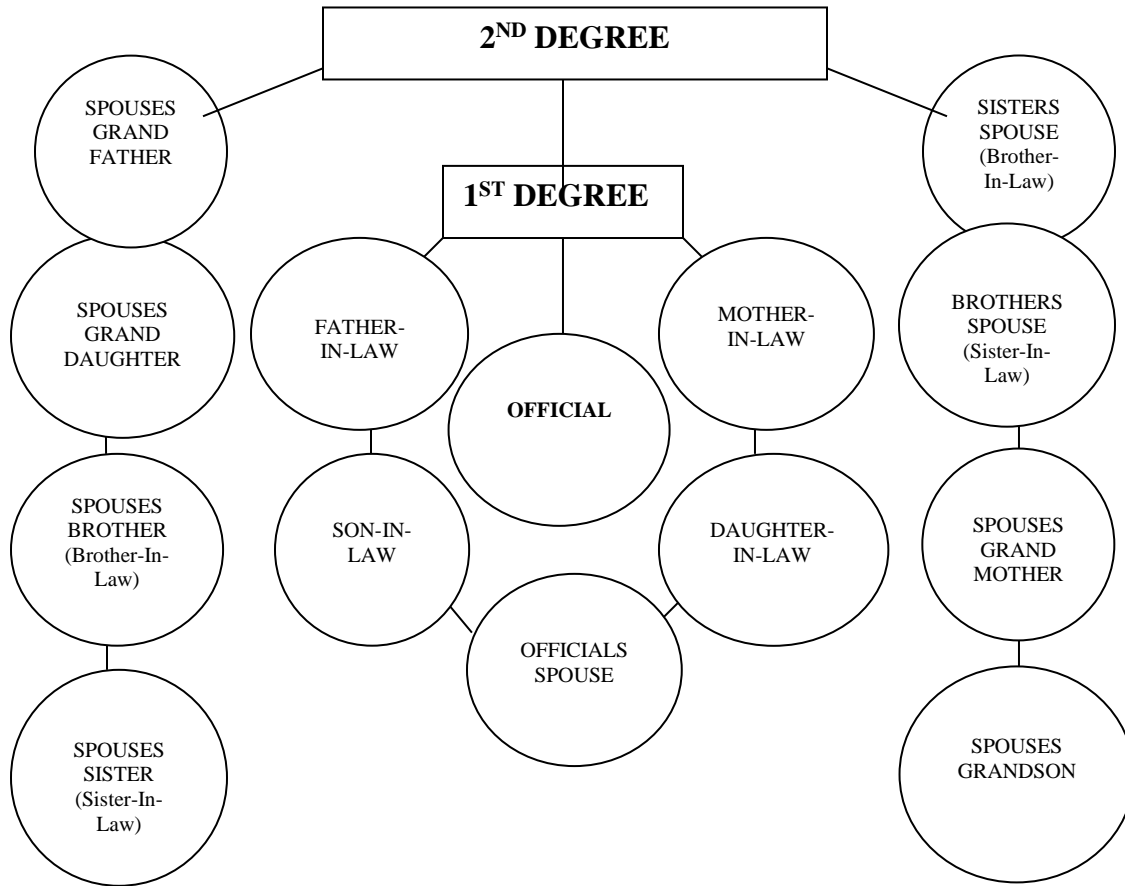 2ND DEGREE
SPOUSES
GRAND
FATHER
SISTERS
SPOUSE
(Brother-
In-Law)
1ST DEGREE
SPOUSES
GRAND
DAUGHTER
FATHER-
IN-LAW
MOTHER-
IN-LAW
BROTHERS
SPOUSE
(Sister-In-
Law)
OFFICIAL
SPOUSES
BROTHER
(Brother-In-
Law)
SON-IN-
LAW
DAUGHTER-
IN-LAW
SPOUSES
GRAND
MOTHER
OFFICIALS
SPOUSE
SPOUSES
SISTER
(Sister-In-
Law)
SPOUSES
GRANDSON